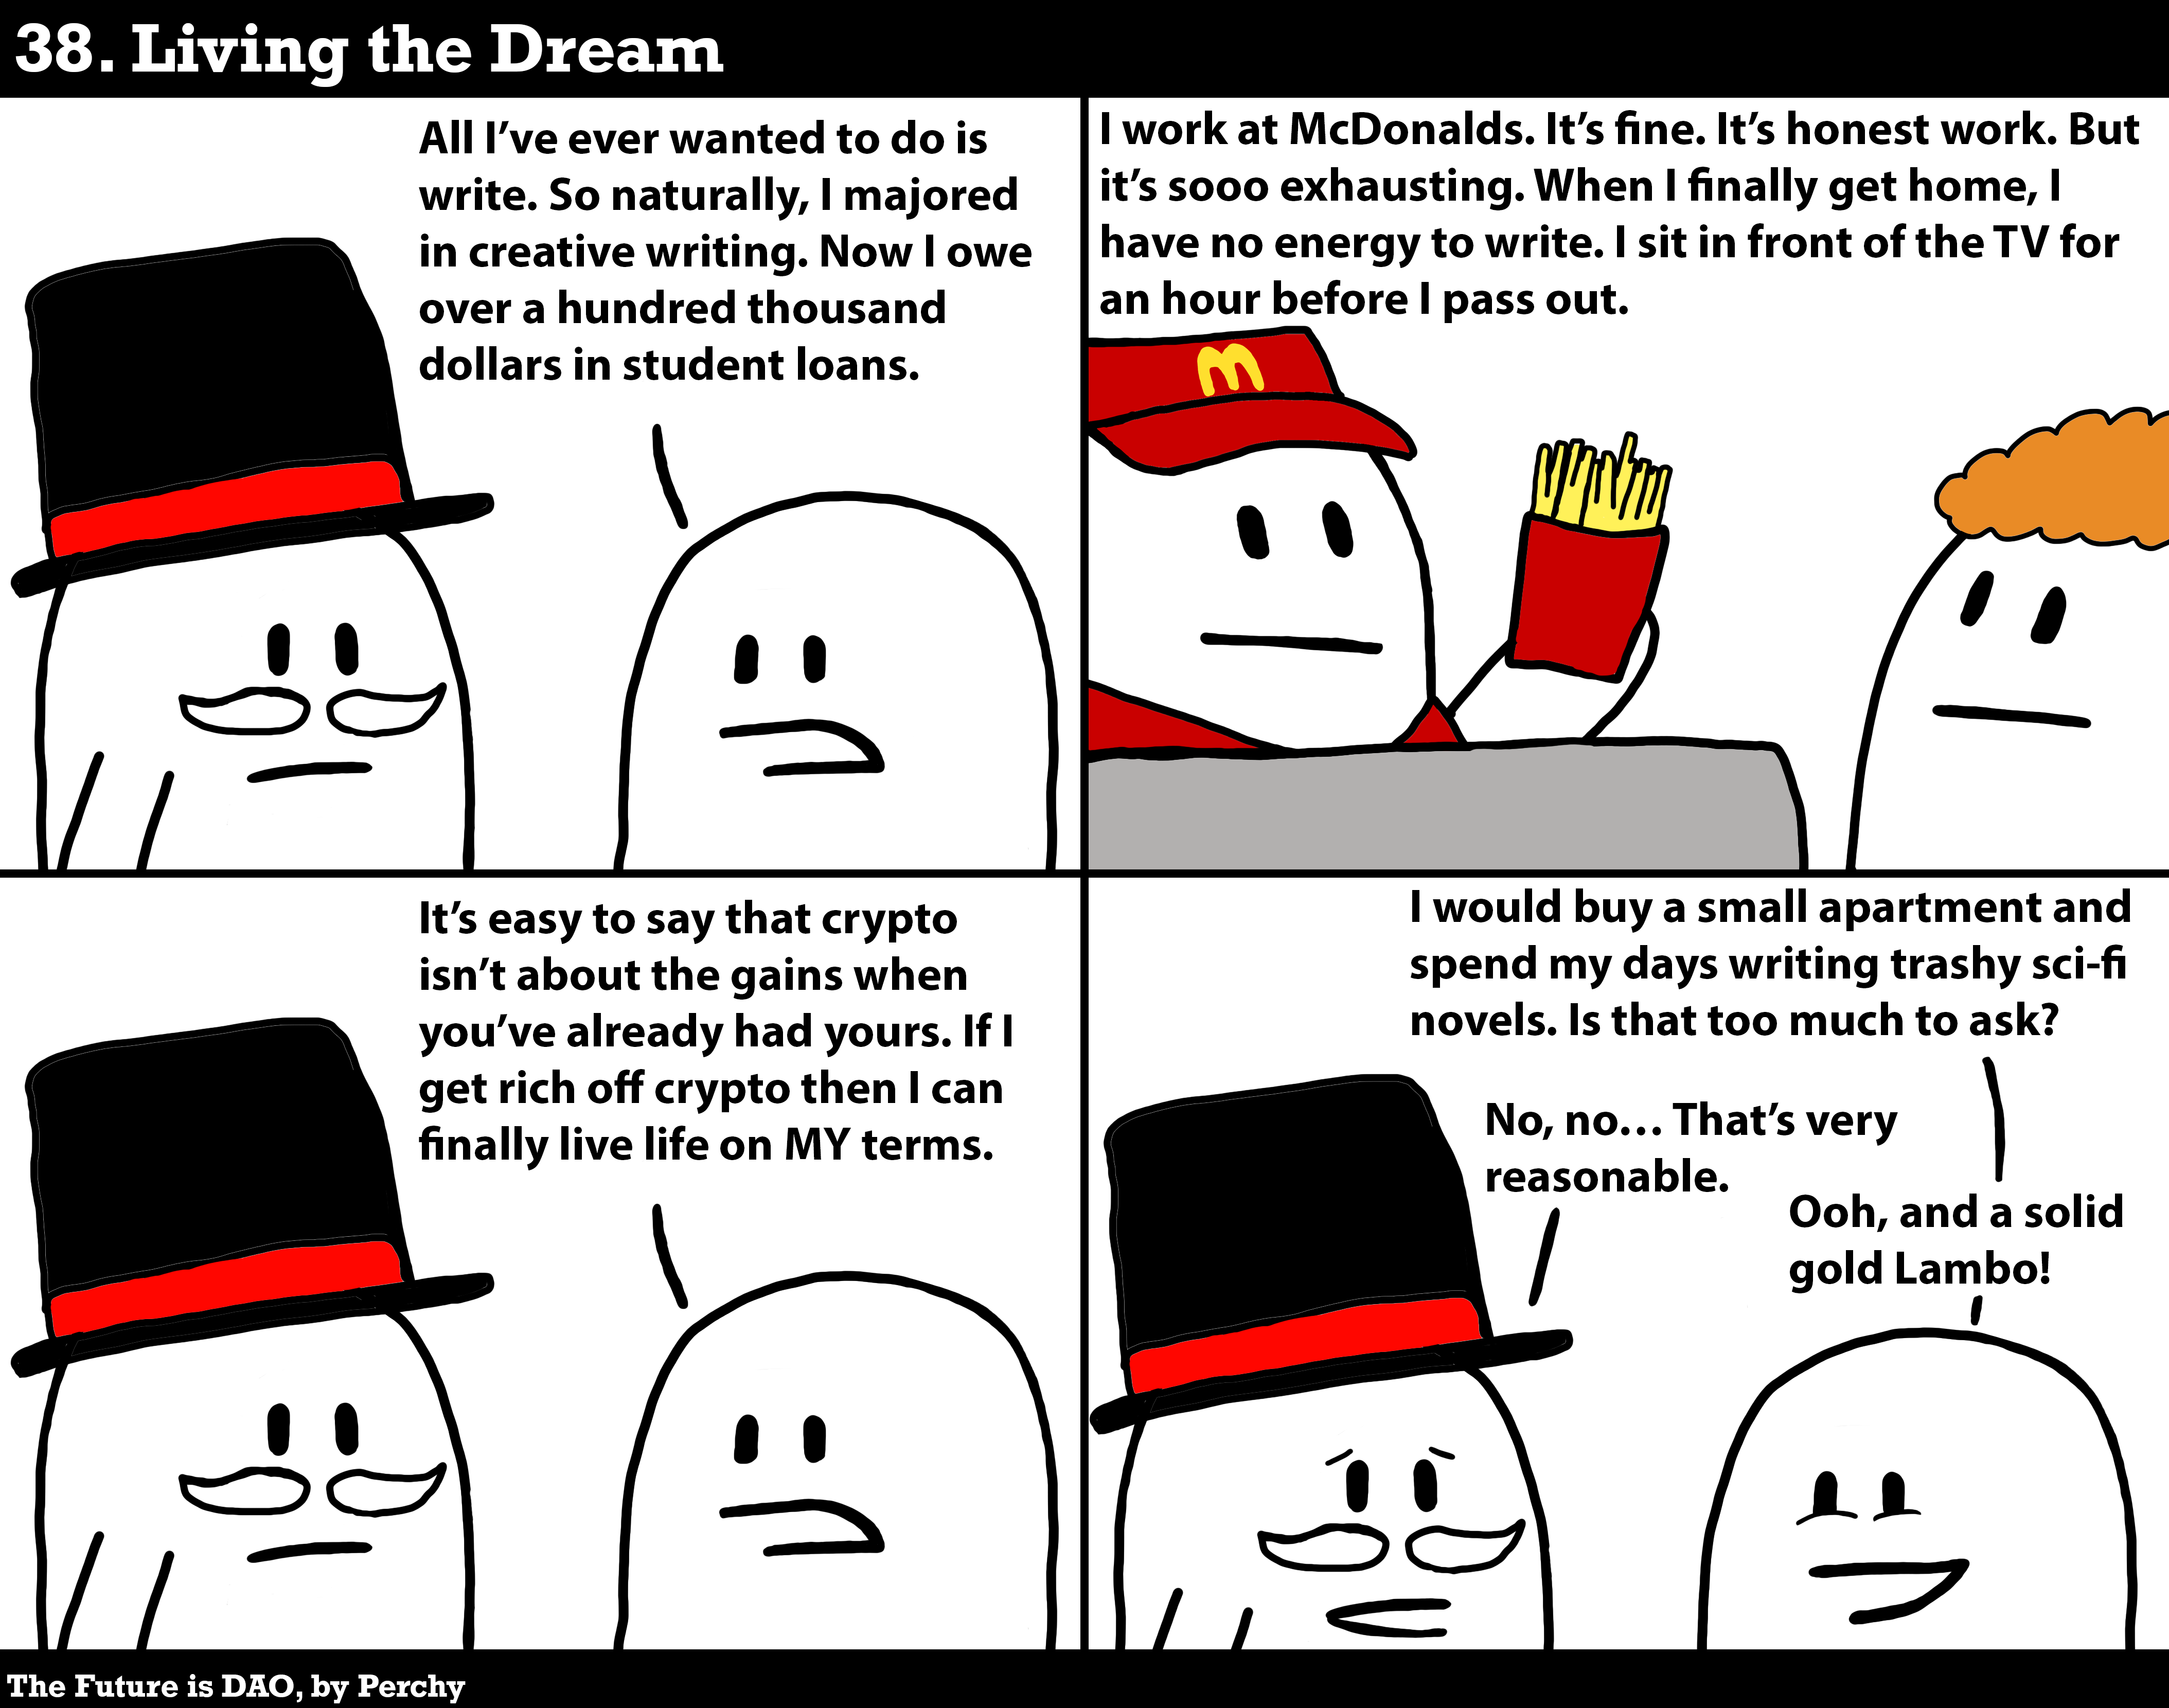 38. Living the Dream
All I’ve ever wanted to do is
write. So naturally, I majored
in creative writing. Now I owe
over a hundred thousand
dollars in student loans.
I work at McDonalds. It’s fine. It’s honest work. But
it’s sooo exhausting. When I finally get home, I
have no energy to write. I sit in front of the TV for
an hour before I pass out.
m
It’s easy to say that crypto
isn’t about the gains when
you’ve already had yours. If I
get rich off crypto then I can
finally live life on MY terms.
I would buy a small apartment and
spend my days writing trashy sci-fi
novels. Is that too much to ask?
No, no... That’s very
reasonable.
Ooh, and a solid
gold Lambo!
The Future is DAO, by Perchy